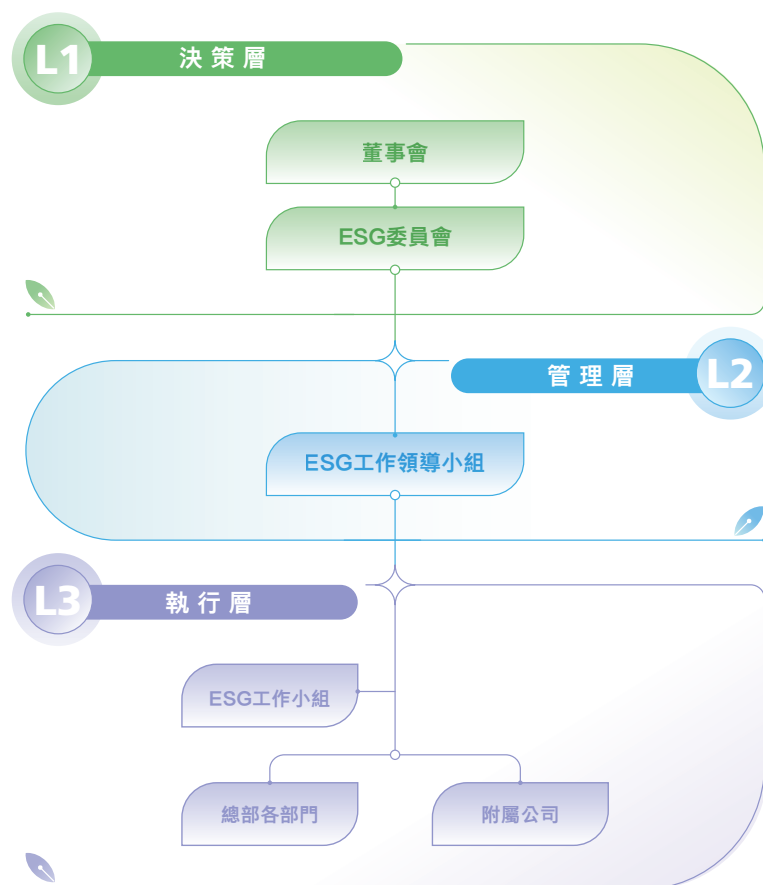 L1
決策層
董事會
ESG委員會
管理層
L2
ESG工作領導小組
L3
執行層
ESG工作小組
總部各部門
附屬公司